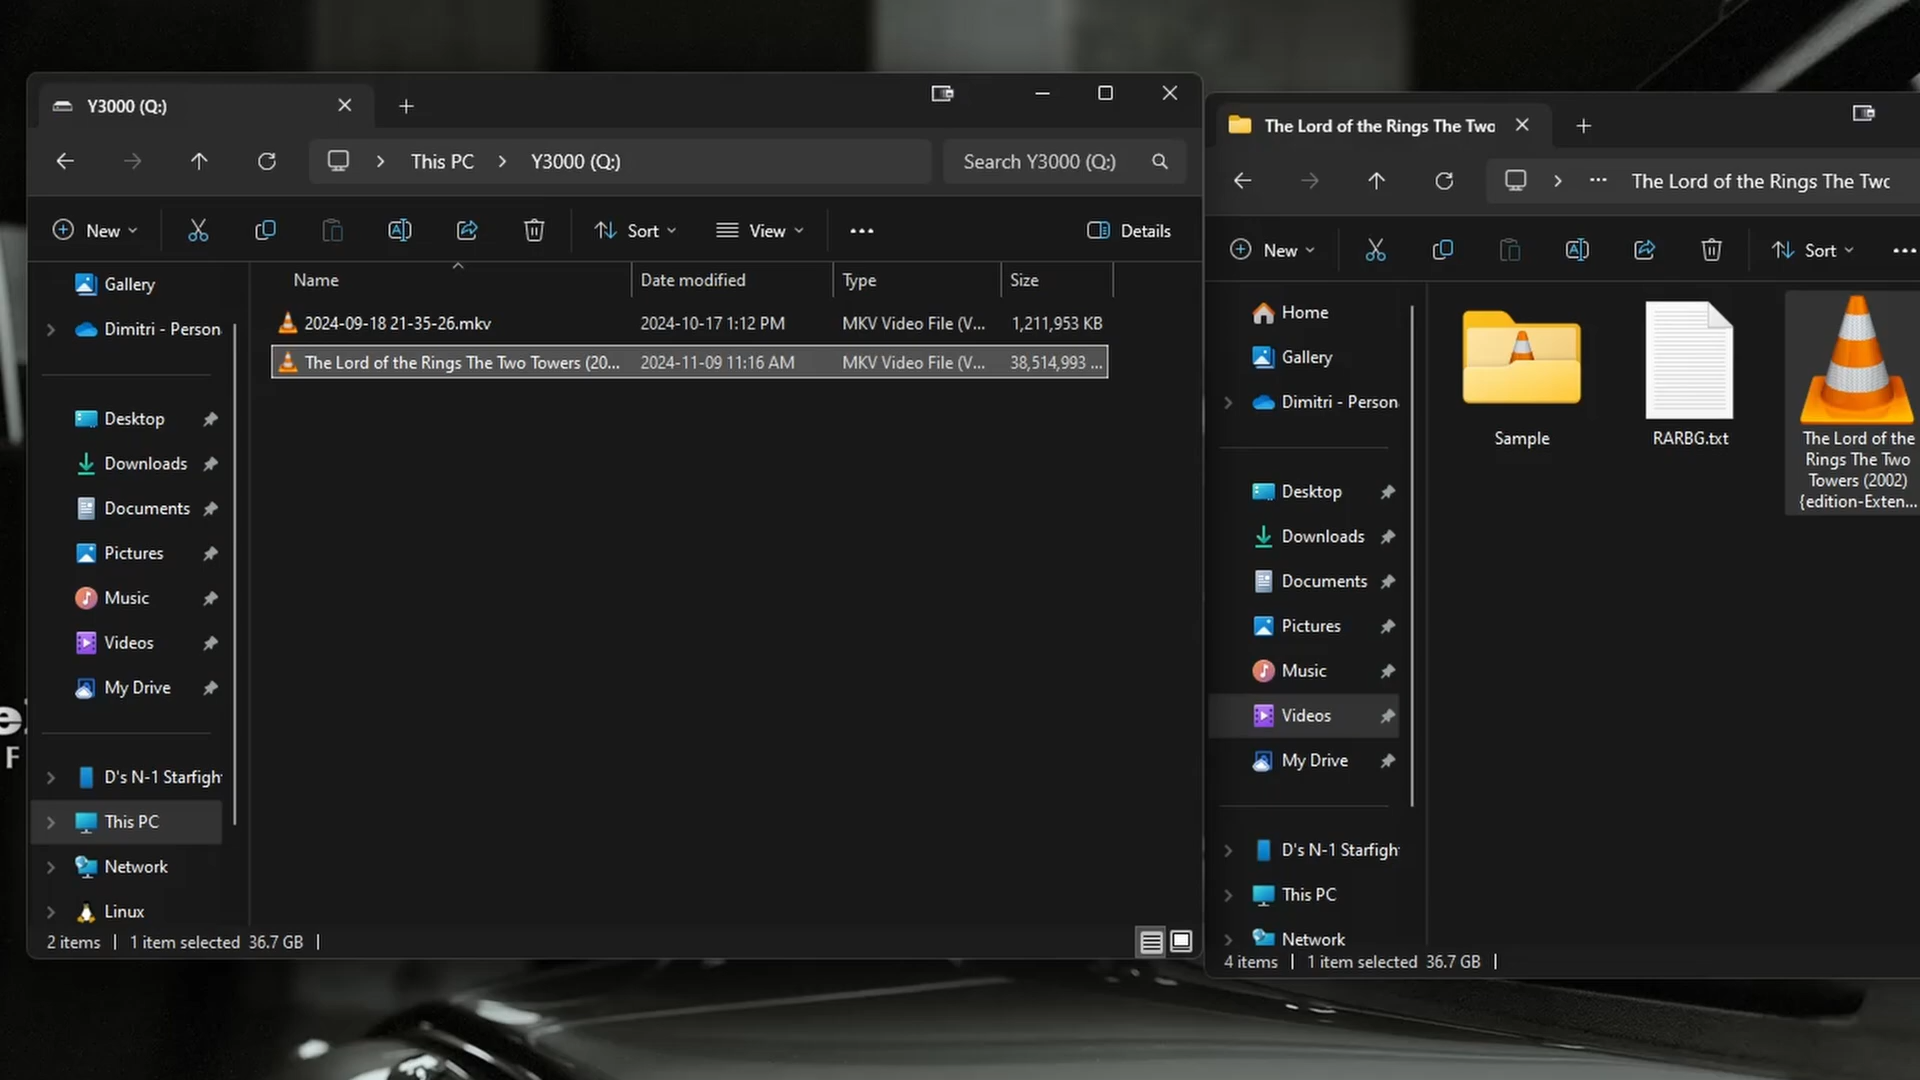 Y3000 (Q:)
This PC
Y3000 (Q:)
Search Y3000 (Q:)
New
Sort
View
Details
Gallery
Dimitri - Person
Desktop
Downloads
Documents
Pictures
Music
Videos
My Drive
D's N-1 Starfigh
This PC
Network
Linux
Name
Date modified
Type
Size
2024-09-18 21-35-26.mkv
2024-10-17 1:12 PM
MKV Video File (V...
1,211,953 KB
The Lord of the Rings The Two Towers (20...
2024-11-09 11:16 AM
MKV Video File (V...
38,514,993 ...
2 items
1 item selected 36.7 GB
The Lord of the Rings The Two
The Lord of the Rings The Two
New
Sort
Home
Gallery
Dimitri - Person
Desktop
Downloads
Documents
Pictures
Music
Videos
My Drive
D's N-1 Starfigh
This PC
Network
Sample
RARBG.txt
The Lord of the
Rings The Two
Towers (2002)
{edition-Exten...
4 items
1 item selected 36.7 GB
F